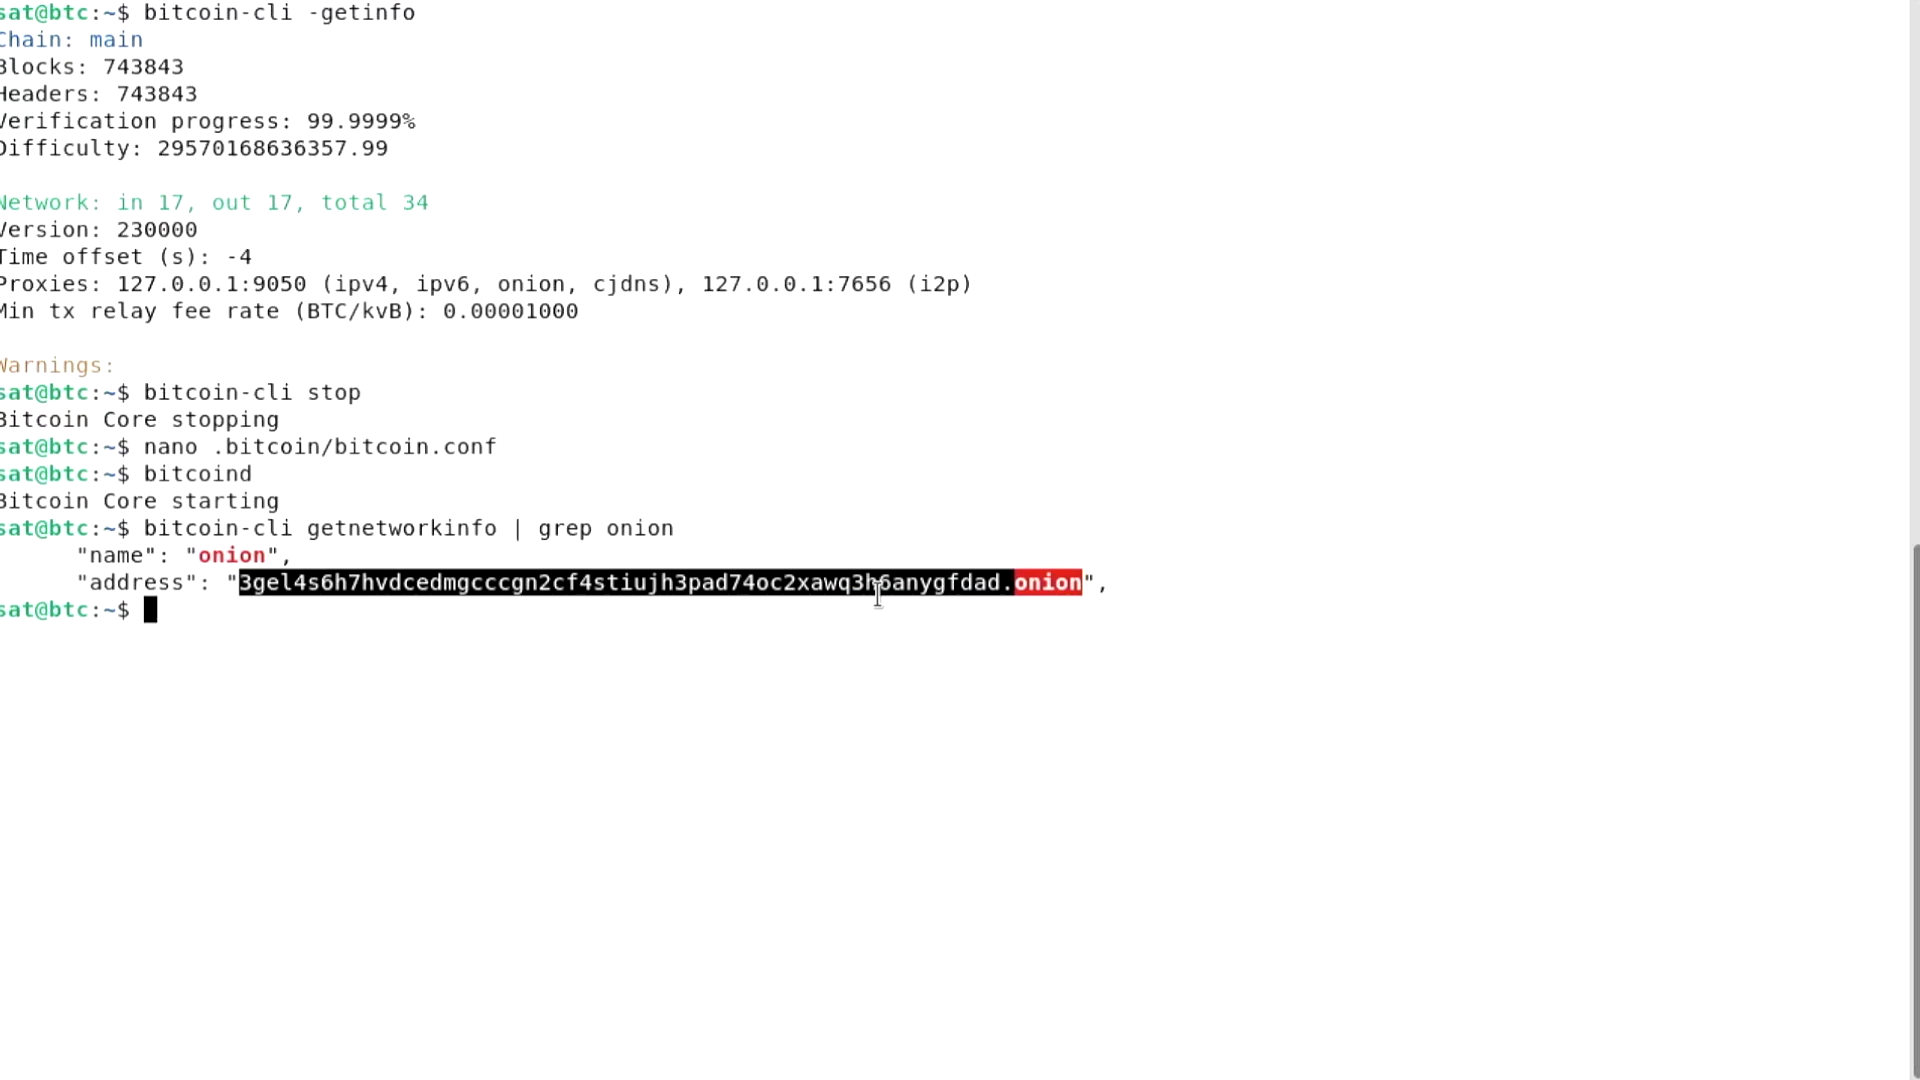 sat@btc:~$ bitcoin-cli -getinfo
Chain: main
Blocks: 743843
Headers: 743843
Verification progress: 99.9999%
Difficulty: 29570168636357.99
Network: in 17, out 17, total 34
Version: 230000
Time offset (s): -4
Proxies: 127.0.0.1:9050 (ipv4, ipv6, onion, cjdns), 127.0.0.1:7656 (i2p)
Min tx relay fee rate (BTC/kvB): 0.00001000
Warnings:
sat@btc:~$ bitcoin-cli stop
Bitcoin Core stopping
sat@btc:~$ nano .bitcoin/bitcoin.conf
sat@btc:~$ bitcoind
Bitcoin Core starting
sat@btc:~$ bitcoin-cli getnetworkinfo | grep onion
"name": "onion",
"address": "3gel4s6h7hvdcedmgcccgn2cf4stiujh3pad74oc2xawq3h6anygfdad.onion",
sat@btc:~$